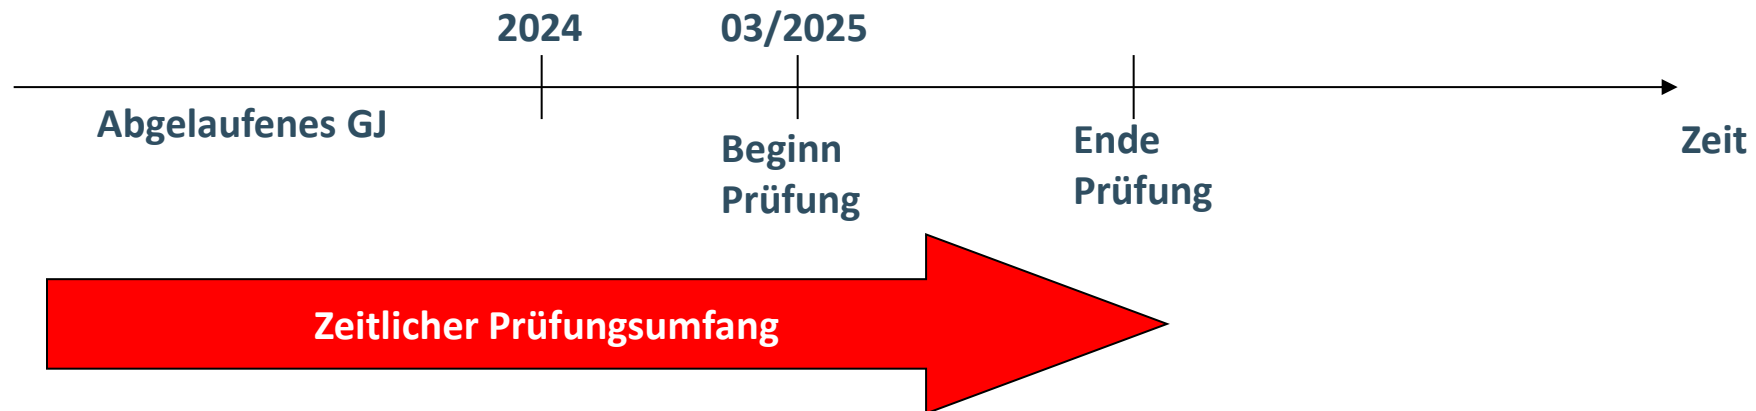 2024
03/2025
Abgelaufenes GJ
Beginn
Prüfung
Ende
Prüfung
Zeit
Zeitlicher Prüfungsumfang